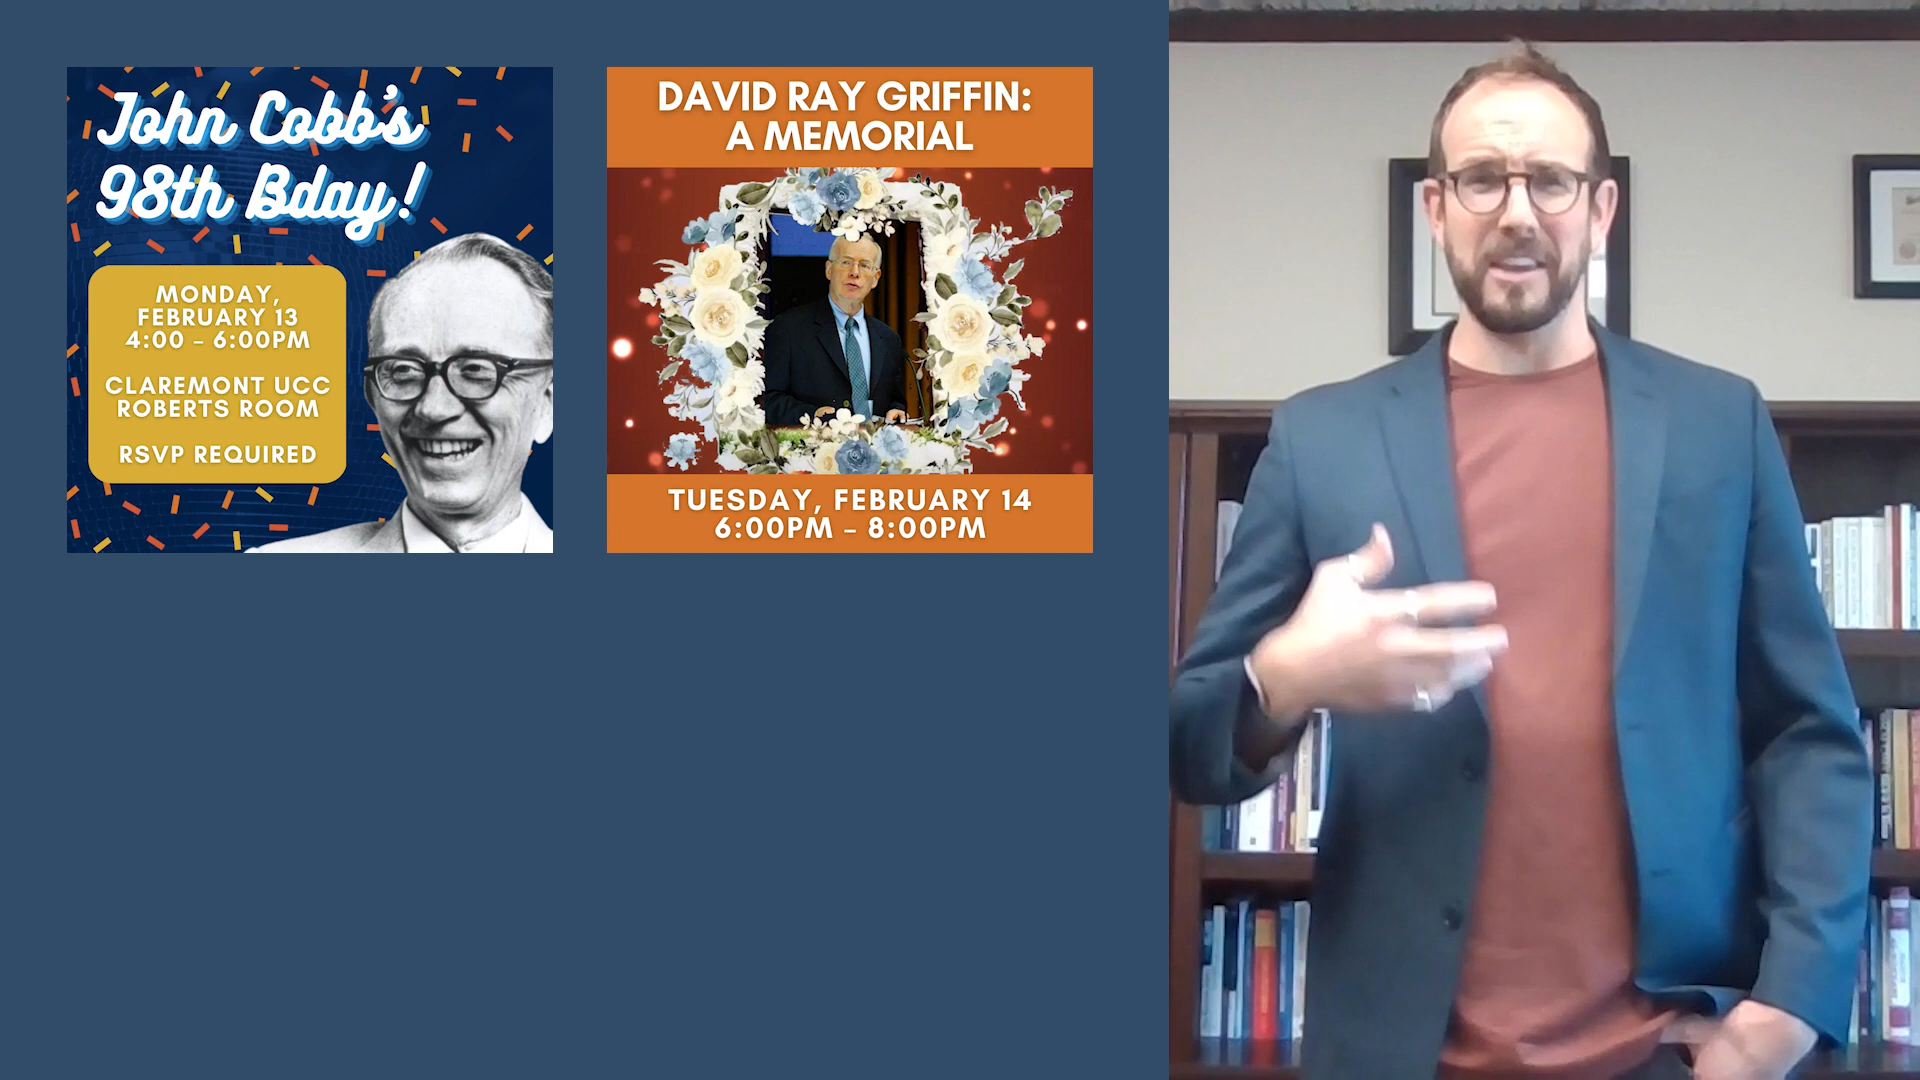 John Cobb's
98th Bday!
MONDAY,
FEBRUARY 13
4:00 – 6:00PM
CLAREMONT UCC
ROBERTS ROOM
RSVP REQUIRED
DAVID RAY GRIFFIN:
A MEMORIAL
TUESDAY, FEBRUARY 14
6:00PM – 8:00PM